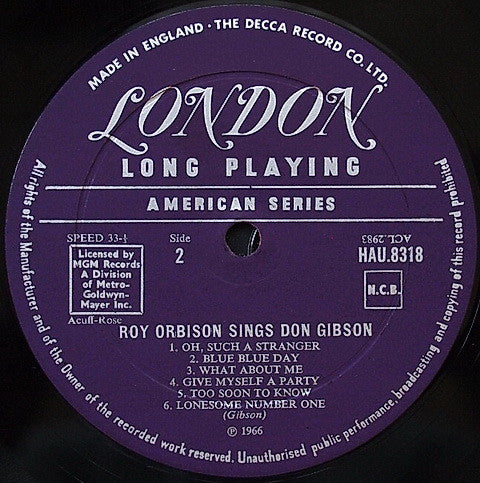 MADE IN ENGLAND · THE DECCA RECORD CO. LTD.
LONDON
LONG PLAYING
AMERICAN SERIES
SPEED 33-⅓
Side
2
ACL.2983
HAU.8318
Licensed by
MGM Records
A Division
of Metro-
Goldwyn-
Mayer Inc.
N.C.B.
Acuff-Rose
ROY ORBISON SINGS DON GIBSON
1. OH, SUCH A STRANGER
2. BLUE BLUE DAY
3. WHAT ABOUT ME
4. GIVE MYSELF A PARTY
5. TOO SOON TO KNOW
6. LONESOME NUMBER ONE
(Gibson)
℗ 1966
All rights of the Manufacturer and of the Owner of the recorded work reserved. Unauthorised public performance, broadcasting and copying of this record prohibited